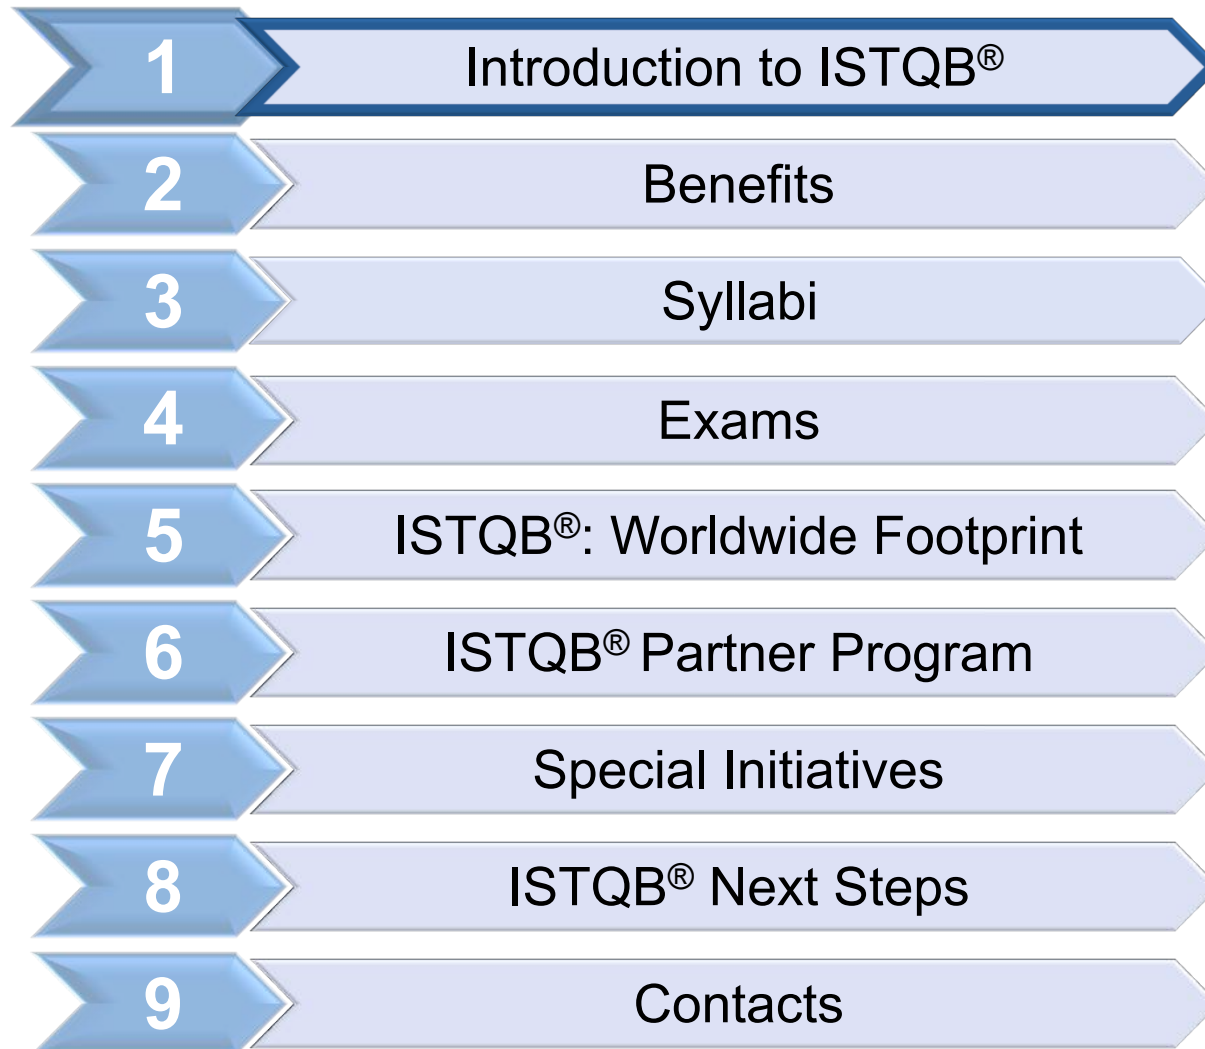 1 Introduction to ISTQB®
2 Benefits
3 Syllabi
4 Exams
5 ISTQB®: Worldwide Footprint
6 ISTQB® Partner Program
7 Special Initiatives
8 ISTQB® Next Steps
9 Contacts